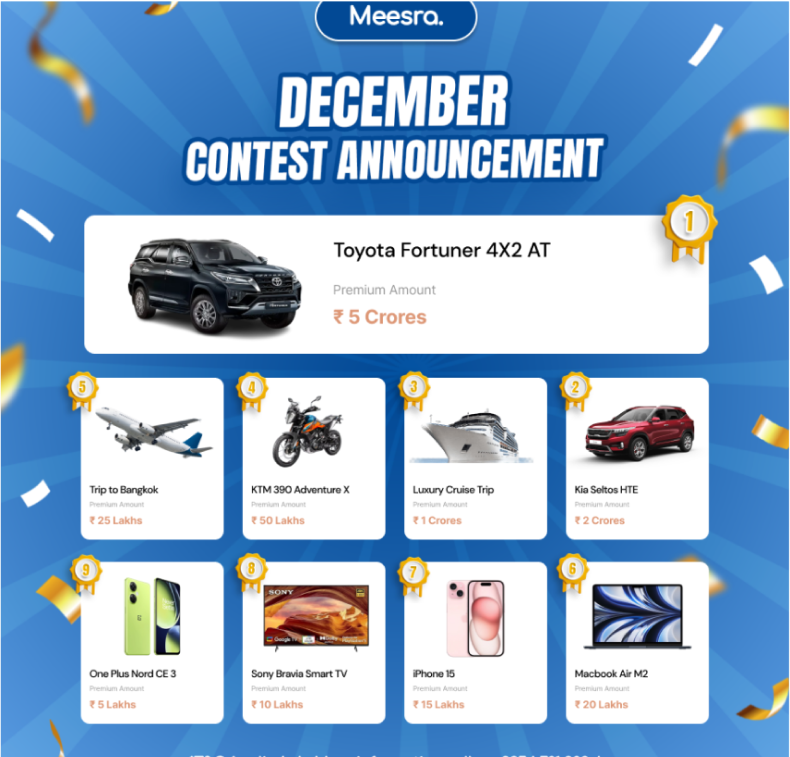 Meesra.
DECEMBER
CONTEST ANNOUNCEMENT
1
Toyota Fortuner 4X2 AT
Premium Amount
₹ 5 Crores
5
Trip to Bangkok
Premium Amount
₹ 25 Lakhs
4
KTM 390 Adventure X
Premium Amount
₹ 50 Lakhs
3
Luxury Cruise Trip
Premium Amount
₹ 1 Crores
2
Kia Seltos HTE
Premium Amount
₹ 2 Crores
9
One Plus Nord CE 3
Premium Amount
₹ 5 Lakhs
8
SONY
Google TV
Sony Bravia Smart TV
Premium Amount
₹ 10 Lakhs
7
iPhone 15
Premium Amount
₹ 15 Lakhs
6
Macbook Air M2
Premium Amount
₹ 20 Lakhs